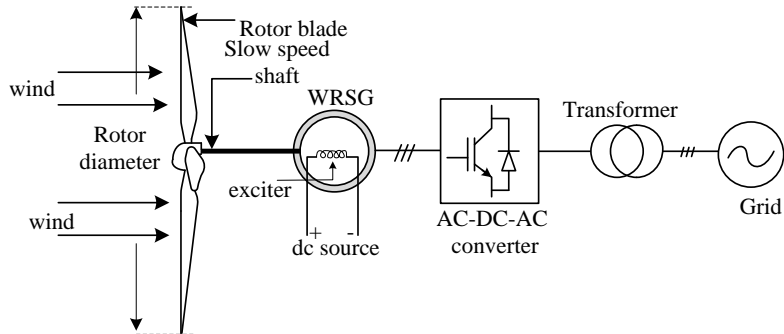 Rotor blade
Slow speed
shaft
wind
WRSG
Transformer
Rotor
diameter
exciter
wind
+ -
dc source
AC-DC-AC
converter
Grid